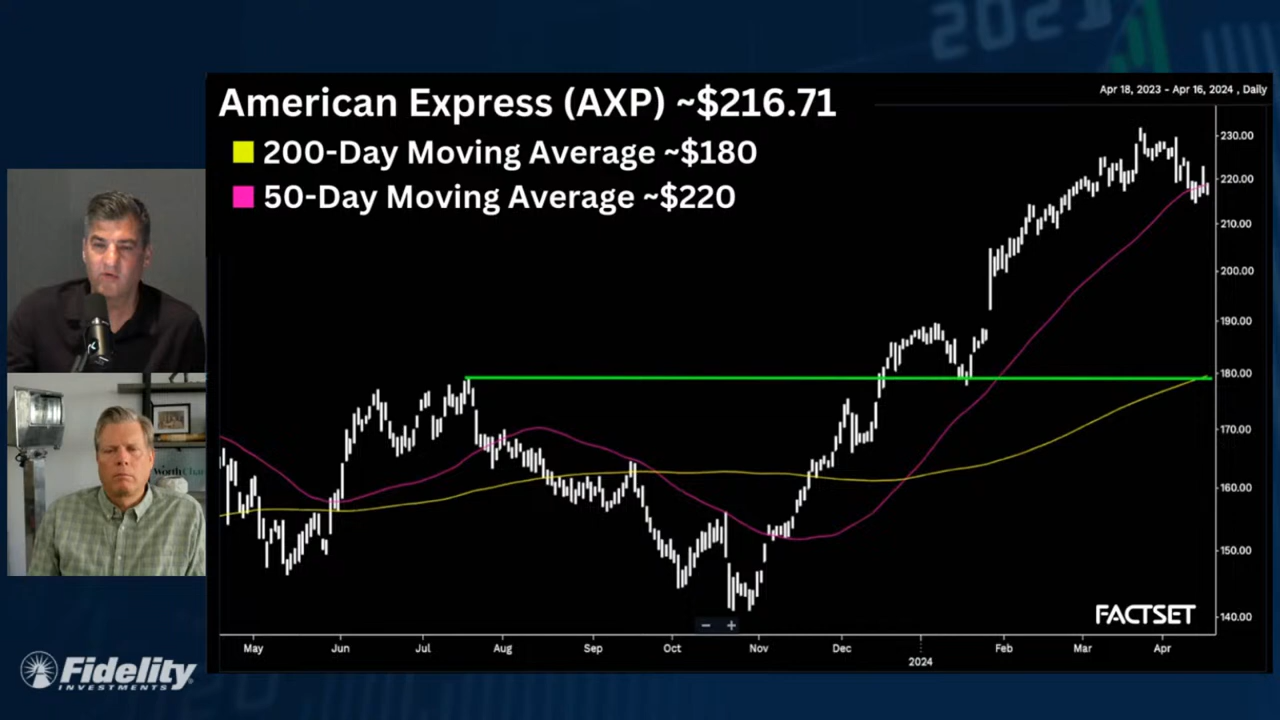 2021
American Express (AXP) ~$216.71
Apr 18, 2023 - Apr 16, 2024 , Daily
200-Day Moving Average ~$180
50-Day Moving Average ~$220
230.00
220.00
210.00
200.00
190.00
180.00
170.00
160.00
150.00
140.00
Worth
FACTSET
− +
May Jun Jul Aug Sep Oct Nov Dec 2024 Feb Mar Apr
Fidelity
INVESTMENTS